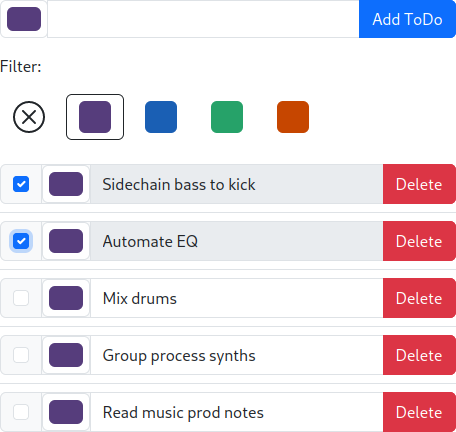 Add ToDo
Filter:
Sidechain bass to kick Delete
Automate EQ Delete
Mix drums Delete
Group process synths Delete
Read music prod notes Delete